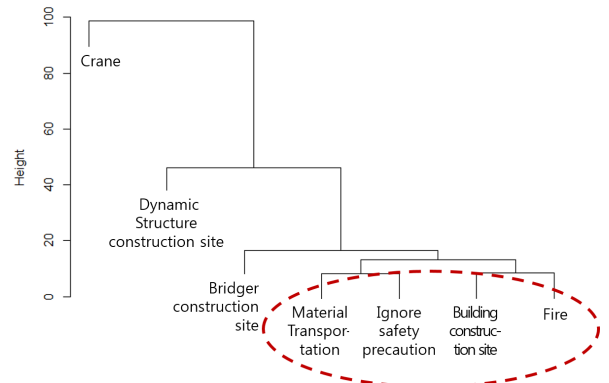 Height
100
80
60
40
20
0
Crane
Dynamic
Structure
construction site
Bridger
construction
site
Material
Transpor-
tation
Ignore
safety
precaution
Building
construc-
tion site
Fire